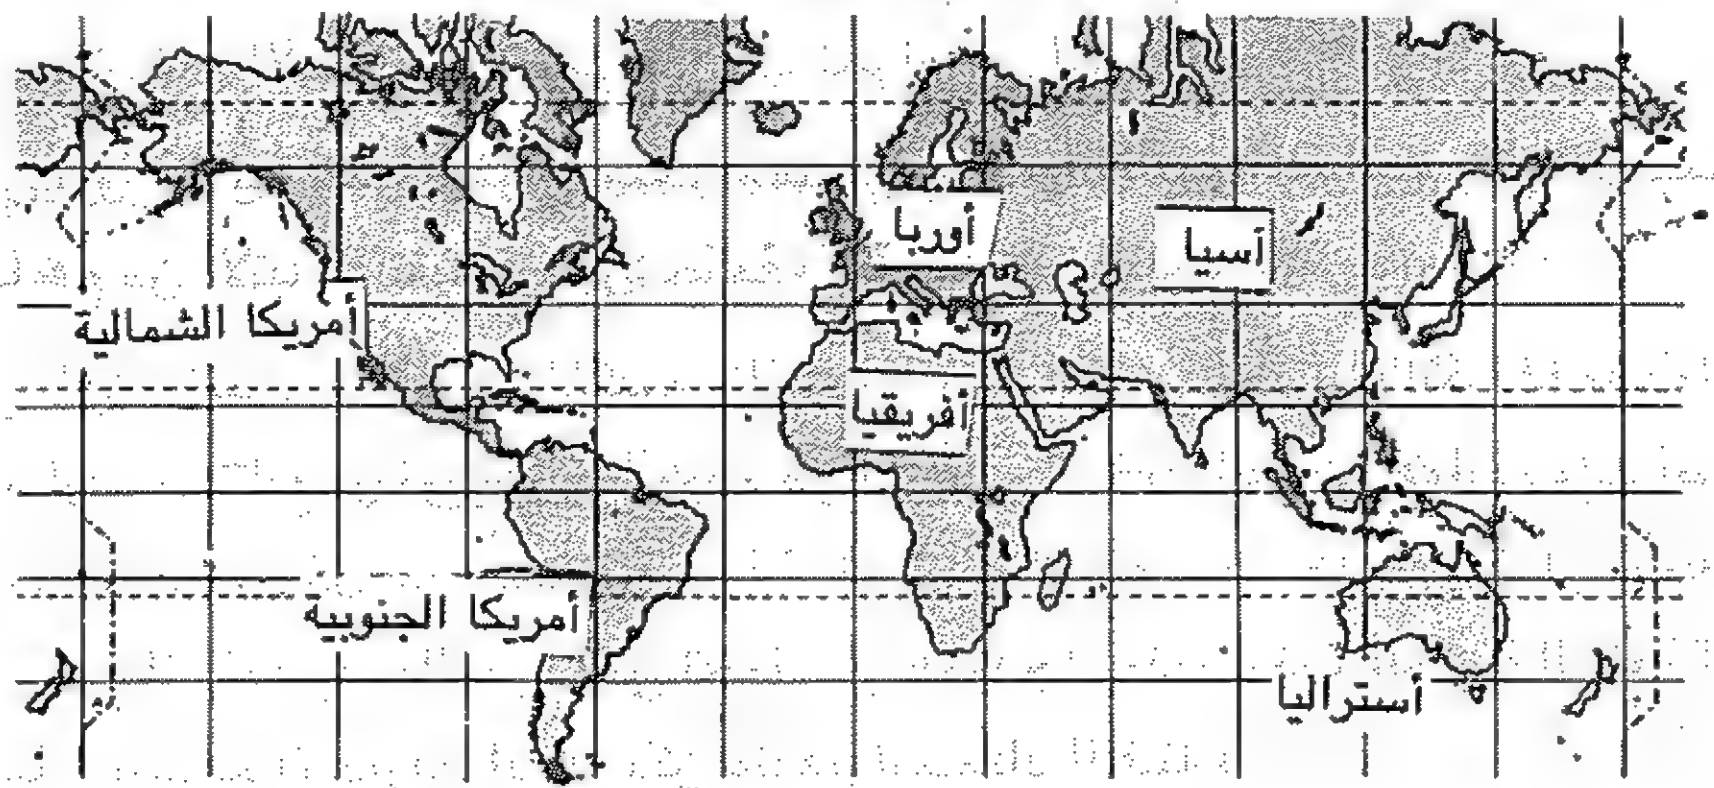 أوربا
آسيا
أمريكا الشمالية
أفريقيا
أمريكا الجنوبية
أستراليا